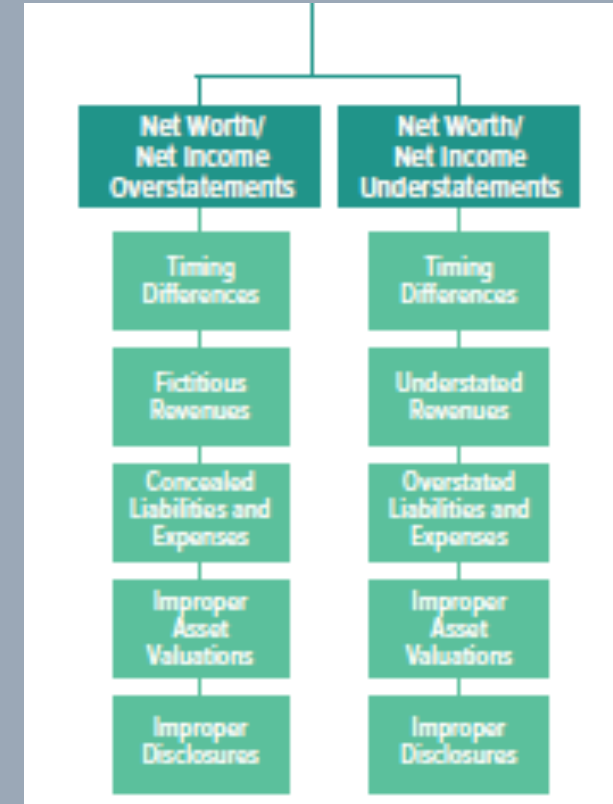 Net Worth/
Net Income
Overstatements
Timing
Differences
Fictitious
Revenues
Concealed
Liabilities and
Expenses
Improper
Asset
Valuations
Improper
Disclosures
Net Worth/
Net Income
Understatements
Timing
Differences
Understated
Revenues
Overstated
Liabilities and
Expenses
Improper
Asset
Valuations
Improper
Disclosures